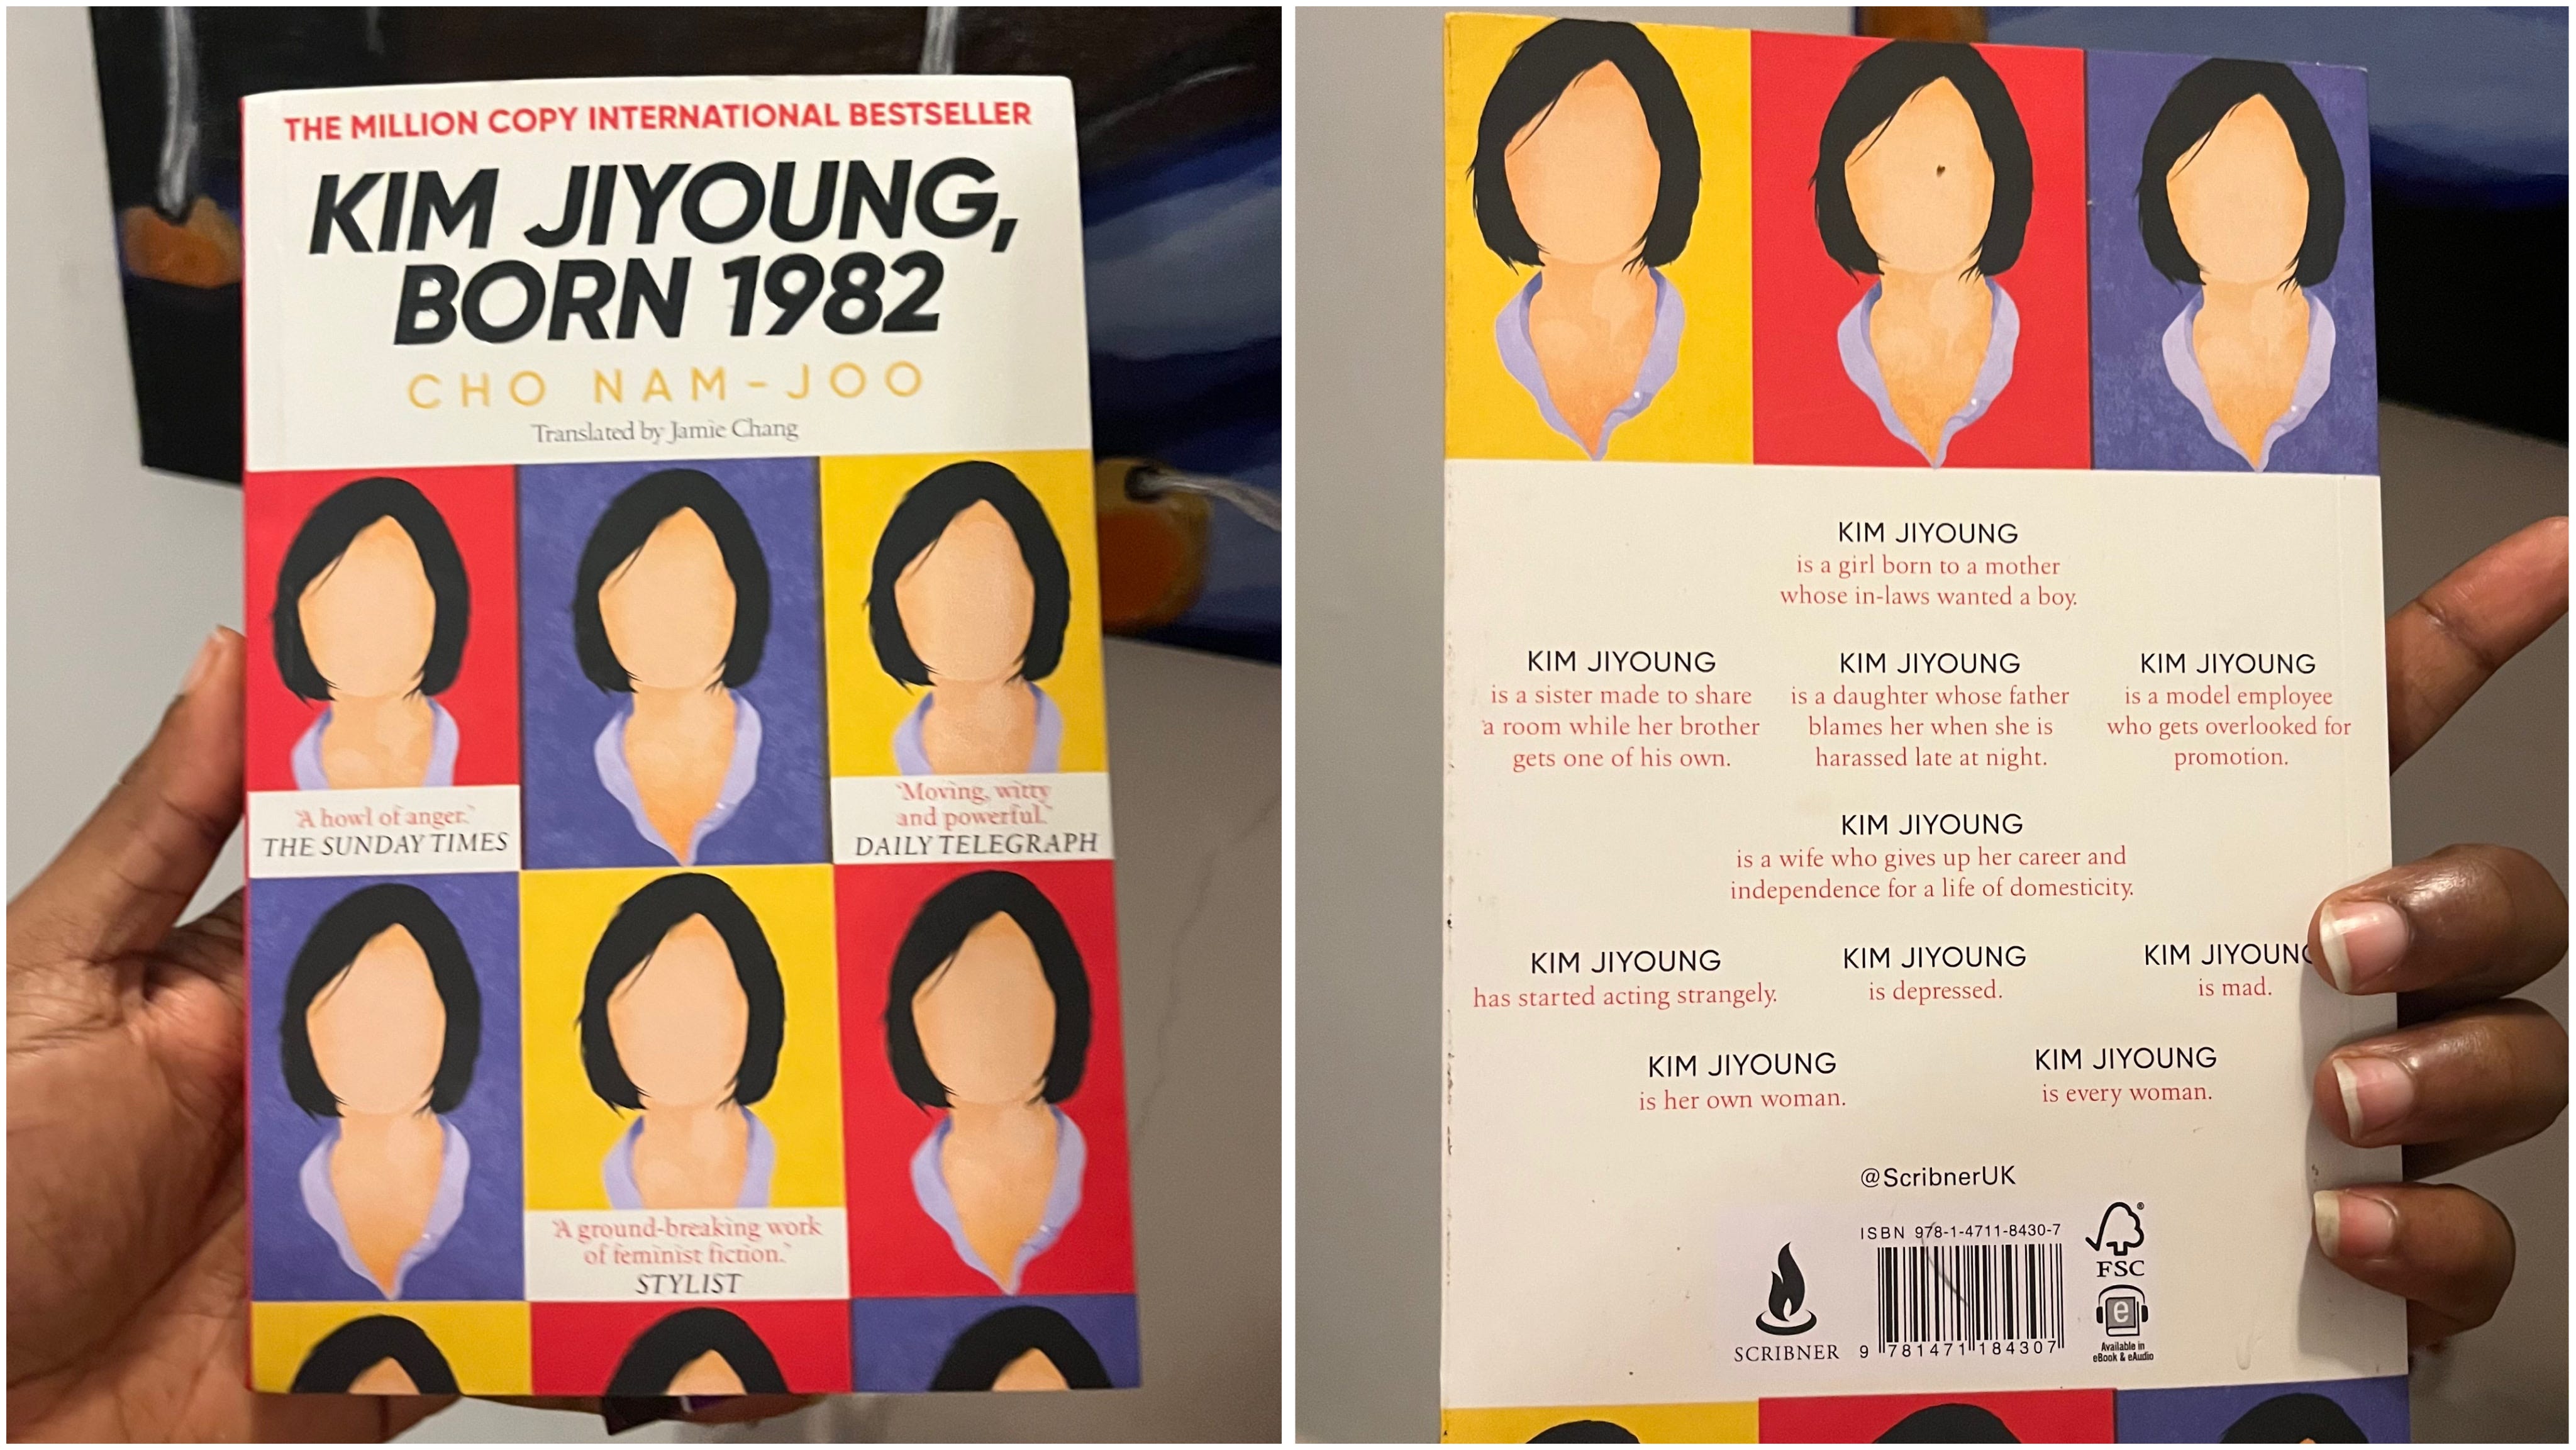 THE MILLION COPY INTERNATIONAL BESTSELLER
KIM JIYOUNG,
BORN 1982
CHO NAM-JOO
Translated by Jamie Chang
'A howl of anger.'
THE SUNDAY TIMES
'Moving, witty
and powerful.'
DAILY TELEGRAPH
'A ground-breaking work
of feminist fiction.'
STYLIST
KIM JIYOUNG
is a girl born to a mother
whose in-laws wanted a boy.
KIM JIYOUNG
is a sister made to share
a room while her brother
gets one of his own.
KIM JIYOUNG
is a daughter whose father
blames her when she is
harassed late at night.
KIM JIYOUNG
is a model employee
who gets overlooked for
promotion.
KIM JIYOUNG
is a wife who gives up her career and
independence for a life of domesticity.
KIM JIYOUNG
has started acting strangely.
KIM JIYOUNG
is depressed.
KIM JIYOUNG
is mad.
KIM JIYOUNG
is her own woman.
KIM JIYOUNG
is every woman.
@ScribnerUK
SCRIBNER
ISBN 978-1-4711-8430-7
9 781471 184307
FSC
e
Available in
eBook & eAudio